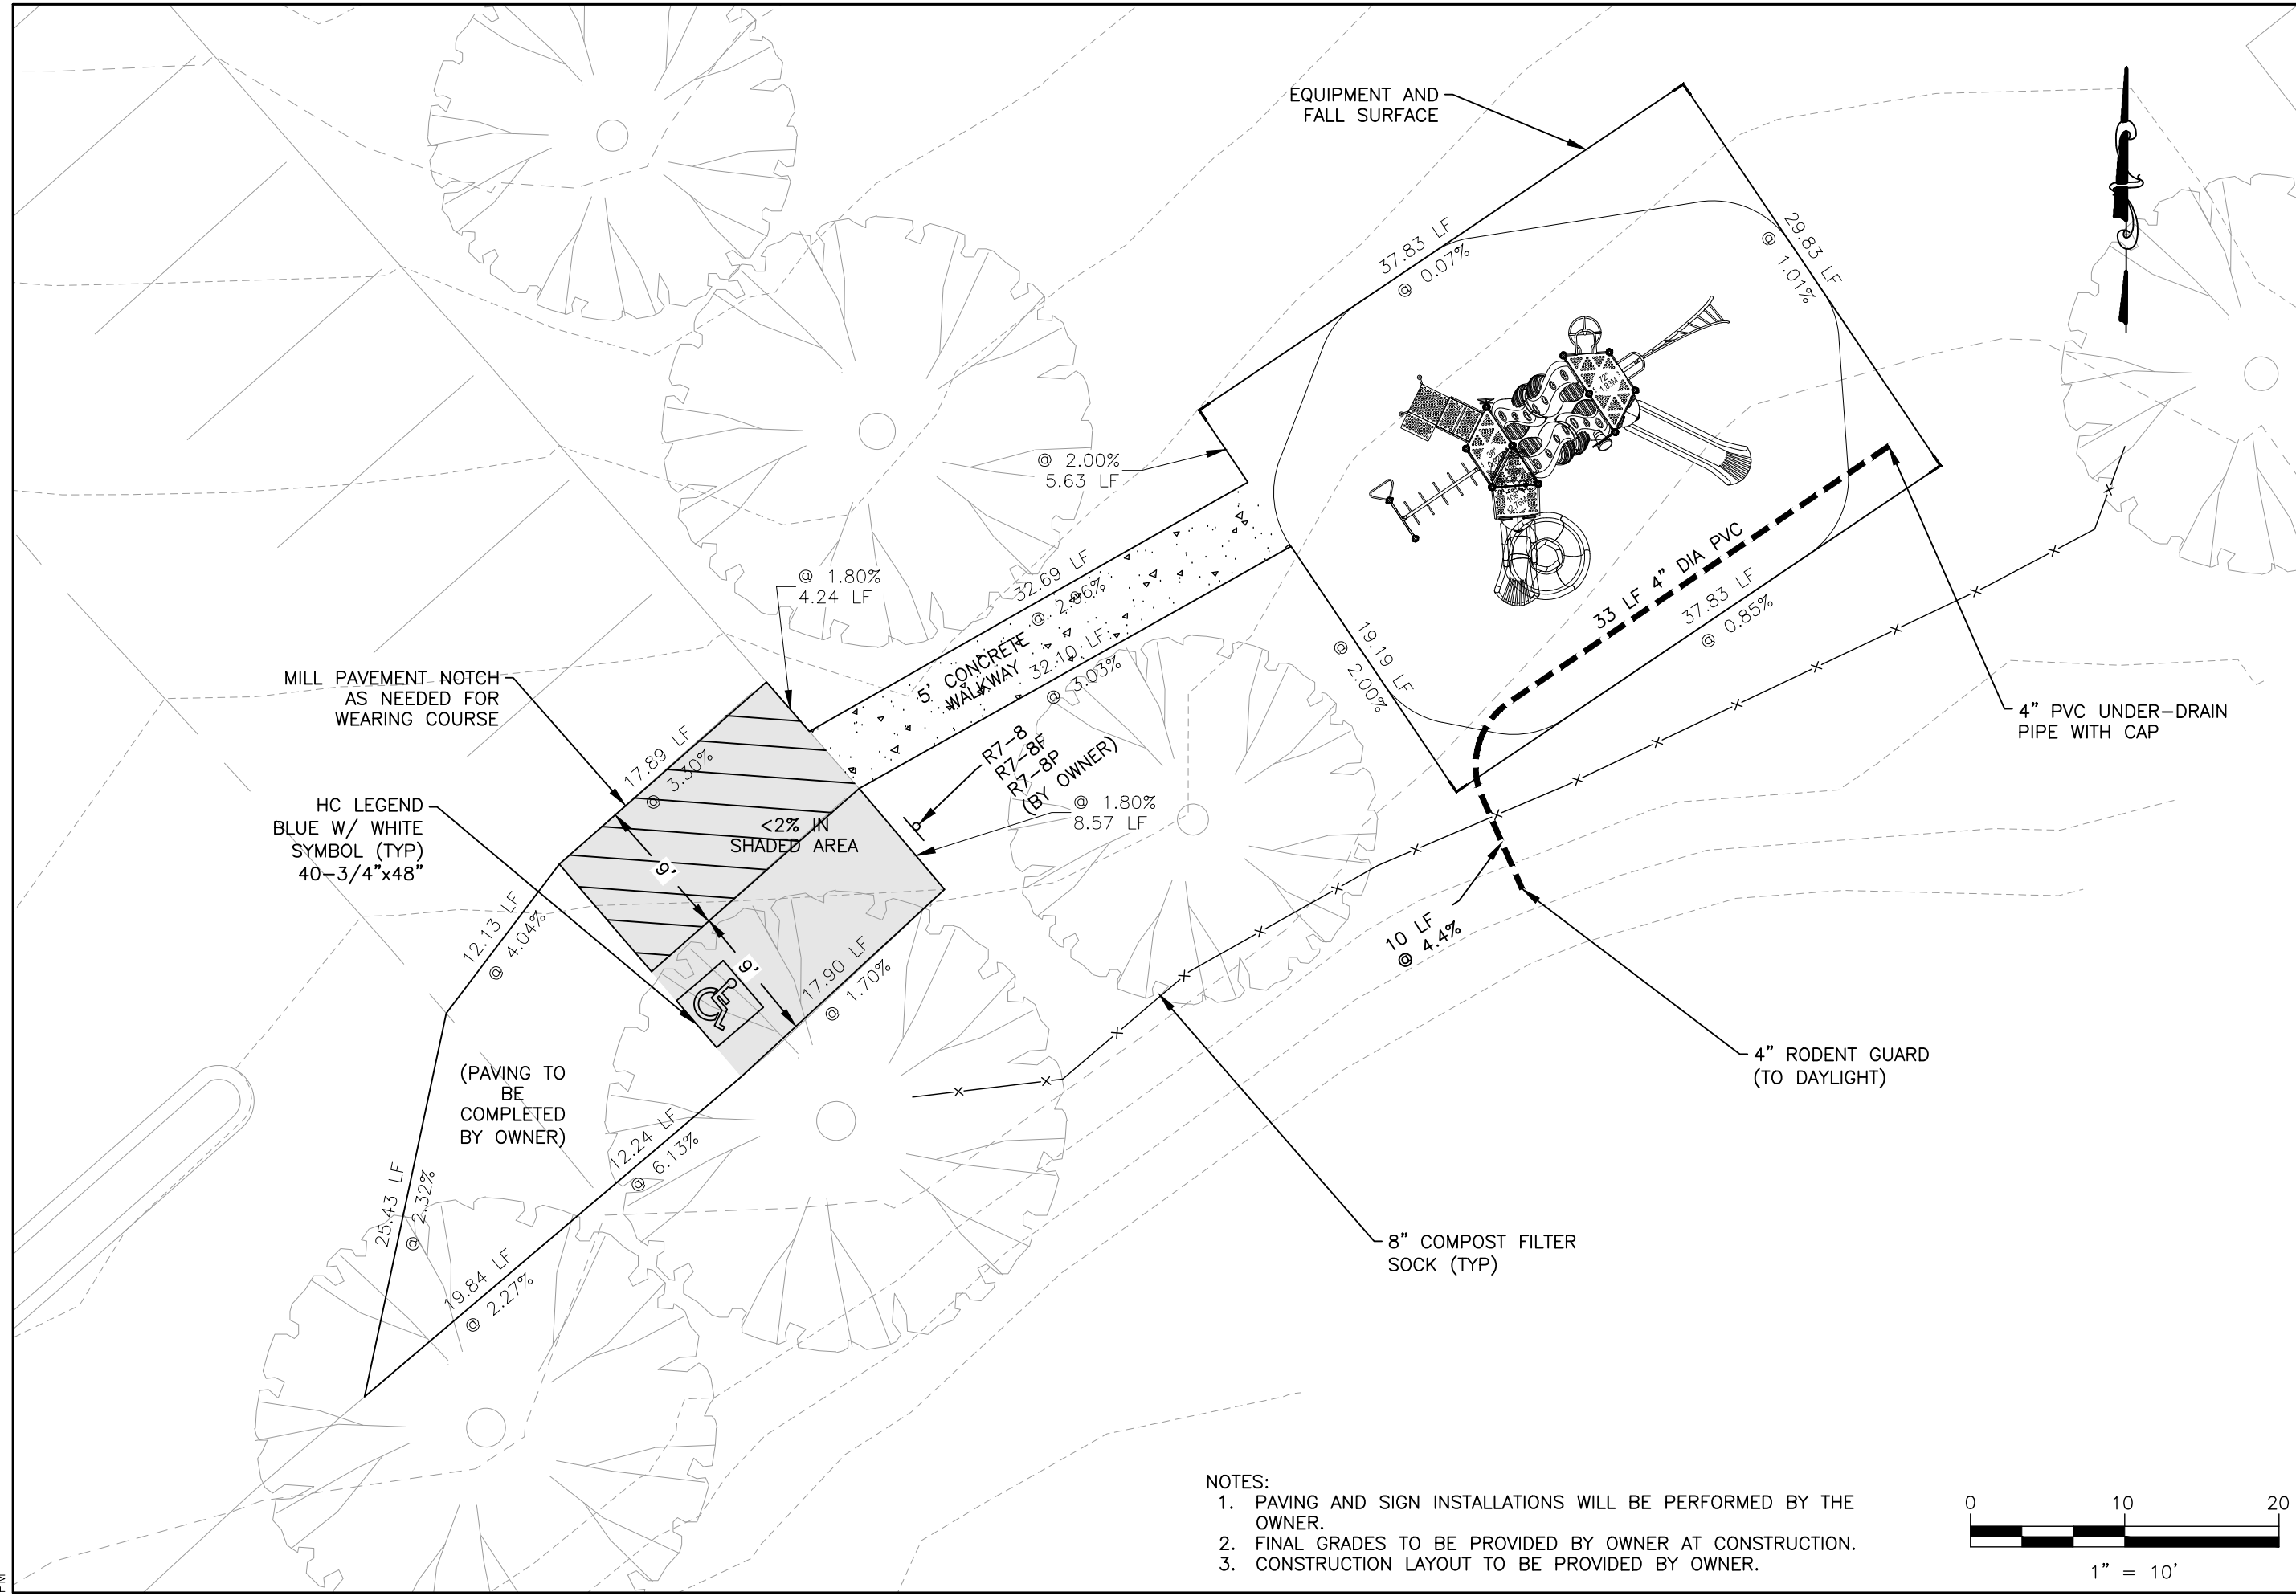 EQUIPMENT AND
FALL SURFACE
37.83 LF
@ 0.07%
29.83 LF
@ 1.01%
72"
1.83M
36"
@ 2.00%
5.63 LF
@ 1.80%
4.24 LF
32.69 LF
@ 2.96%
5' CONCRETE
WALKWAY
32.10 LF
@ 3.03%
33 LF 4" DIA PVC
37.83 LF
@ 0.85%
19.19 LF
@ 2.00%
MILL PAVEMENT NOTCH
AS NEEDED FOR
WEARING COURSE
4" PVC UNDER-DRAIN
PIPE WITH CAP
17.89 LF
@ 3.30%
R7-8
R7-8F
R7-8P
(BY OWNER)
HC LEGEND
BLUE W/ WHITE
SYMBOL (TYP)
40-3/4"x48"
<2% IN
SHADED AREA
@ 1.80%
8.57 LF
9'
9'
12.13 LF
@ 4.04%
17.90 LF
@ 1.70%
10 LF
@ 4.4%
4" RODENT GUARD
(TO DAYLIGHT)
(PAVING TO
BE
COMPLETED
BY OWNER)
12.24 LF
@ 6.13%
25.43 LF
@ 2.32%
19.84 LF
@ 2.27%
8" COMPOST FILTER
SOCK (TYP)
NOTES:
1. PAVING AND SIGN INSTALLATIONS WILL BE PERFORMED BY THE
OWNER.
2. FINAL GRADES TO BE PROVIDED BY OWNER AT CONSTRUCTION.
3. CONSTRUCTION LAYOUT TO BE PROVIDED BY OWNER.
0 10 20
1" = 10'